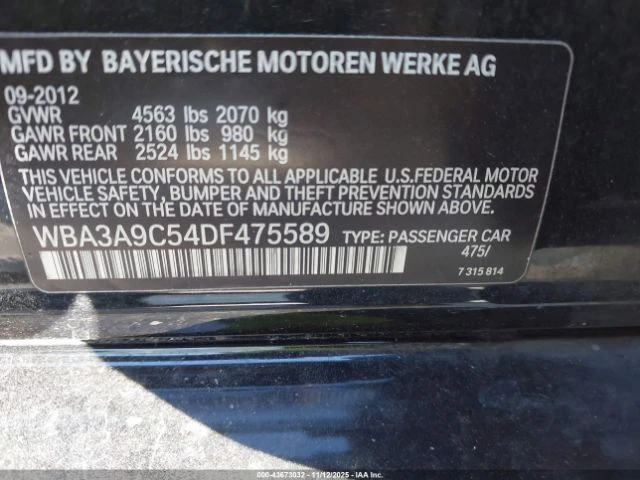 MFD BY BAYERISCHE MOTOREN WERKE AG
09-2012
GVWR 4563 lbs 2070 kg
GAWR FRONT 2160 lbs 980 kg
GAWR REAR 2524 lbs 1145 kg
THIS VEHICLE CONFORMS TO ALL APPLICABLE U.S.FEDERAL MOTOR
VEHICLE SAFETY, BUMPER AND THEFT PREVENTION STANDARDS
IN EFFECT ON THE DATE OF MANUFACTURE SHOWN ABOVE.
WBA3A9C54DF475589 TYPE: PASSENGER CAR
475/
7 315 814
000-43673032 - 11/12/2025 - IAAI.com